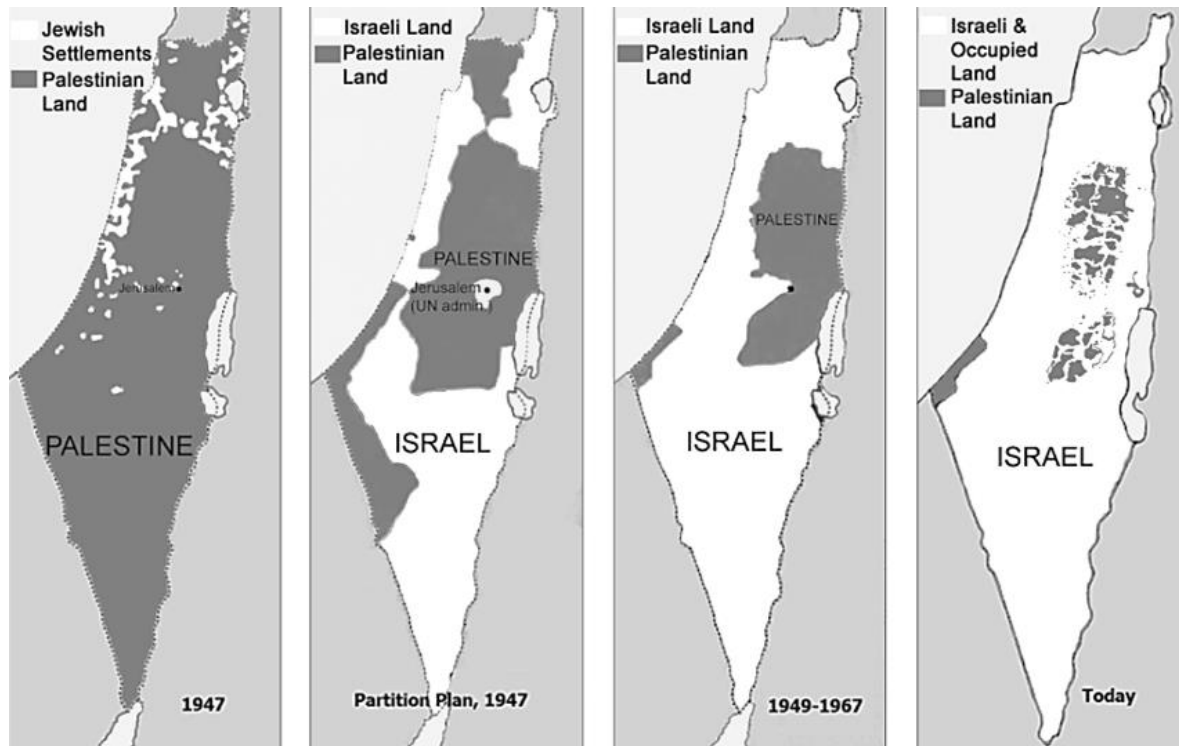 Jewish
Settlements
Palestinian
Land
Jerusalem
PALESTINE
1947
Israeli Land
Palestinian
Land
PALESTINE
Jerusalem
(UN admin.)
ISRAEL
Partition Plan, 1947
Israeli Land
Palestinian
Land
PALESTINE
ISRAEL
1949-1967
Israeli &
Occupied
Land
Palestinian
Land
ISRAEL
Today